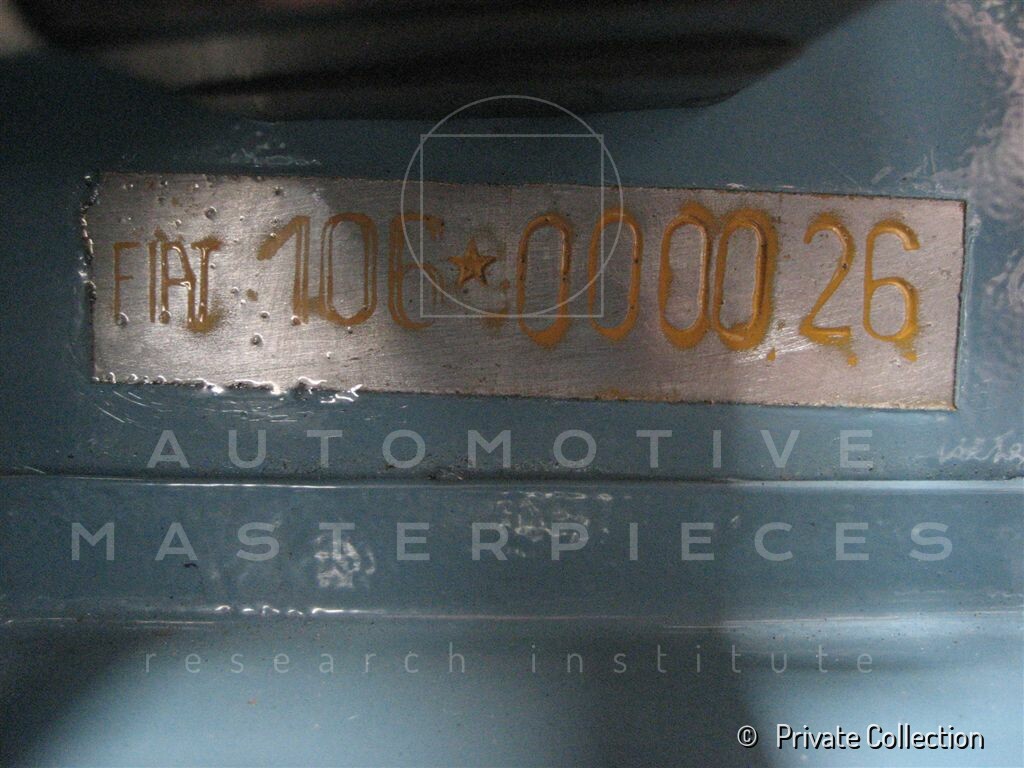 FIAT 106★000026
AUTOMOTIVE
MASTERPIECES
research institute
© Private Collection